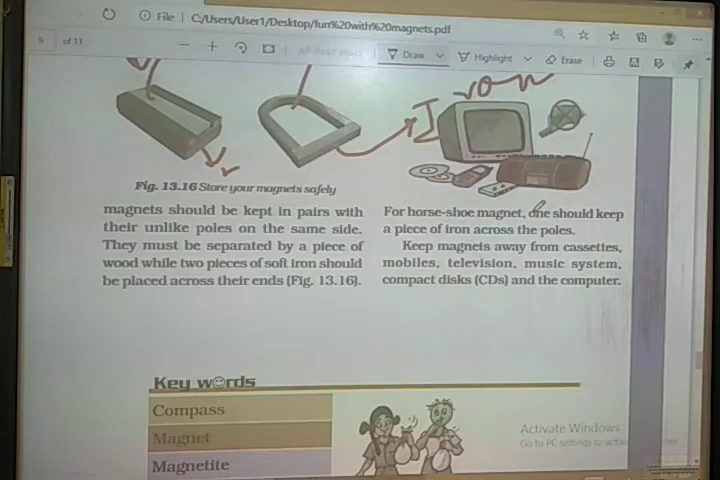 File | C:/Users/User1/Desktop/fun%20with%20magnets.pdf
9 of 11
Read aloud
Draw
Highlight
Erase
Iron
Fig. 13.16 Store your magnets safely
magnets should be kept in pairs with
their unlike poles on the same side.
They must be separated by a piece of
wood while two pieces of soft iron should
be placed across their ends (Fig. 13.16).
For horse-shoe magnet, one should keep
a piece of iron across the poles.
Keep magnets away from cassettes,
mobiles, television, music system,
compact disks (CDs) and the computer.
Key words
Compass
Magnet
Magnetite
Activate Windows
Go to PC settings to